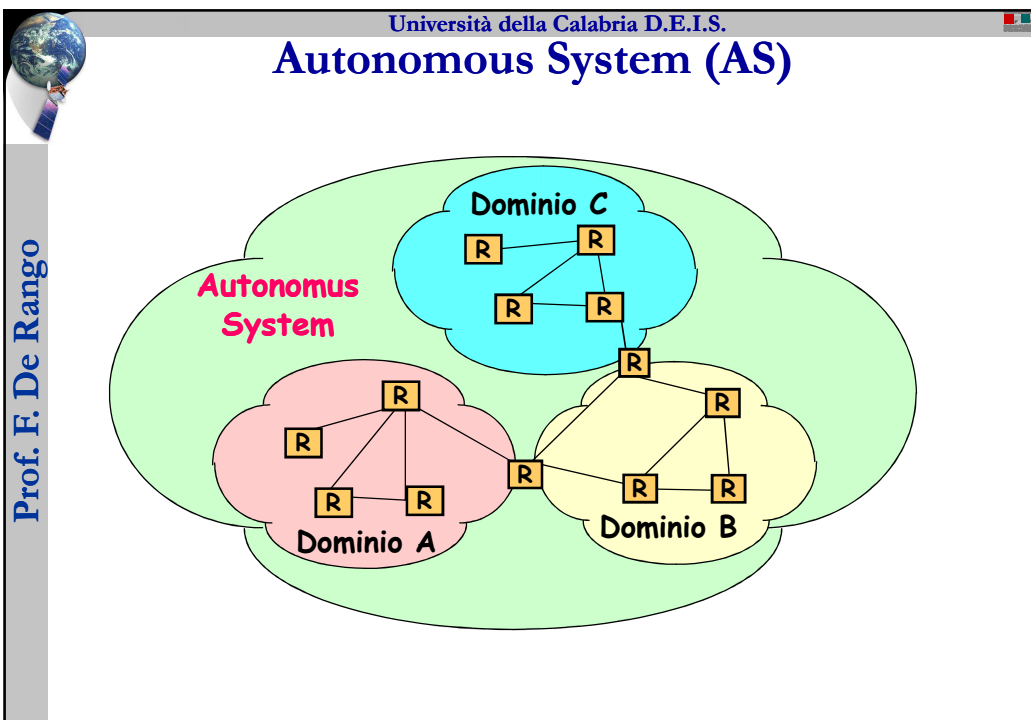 Università della Calabria D.E.I.S.
Autonomous System (AS)
Prof. F. De Rango
Dominio C
R
R
R
R
Autonomus
System
R
R
R
R
R
R
R
R
R
Dominio A
Dominio B